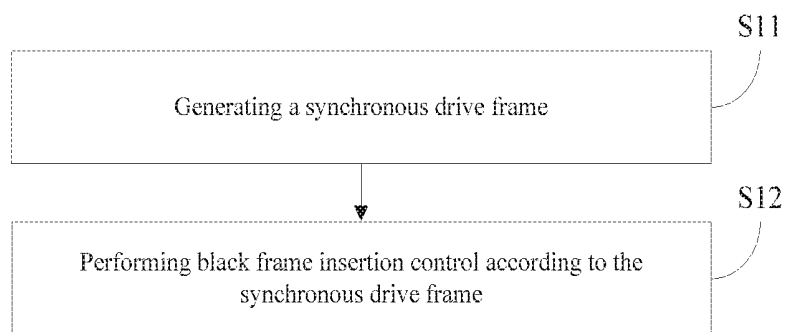 S11
Generating a synchronous drive frame
S12
Performing black frame insertion control according to the
synchronous drive frame